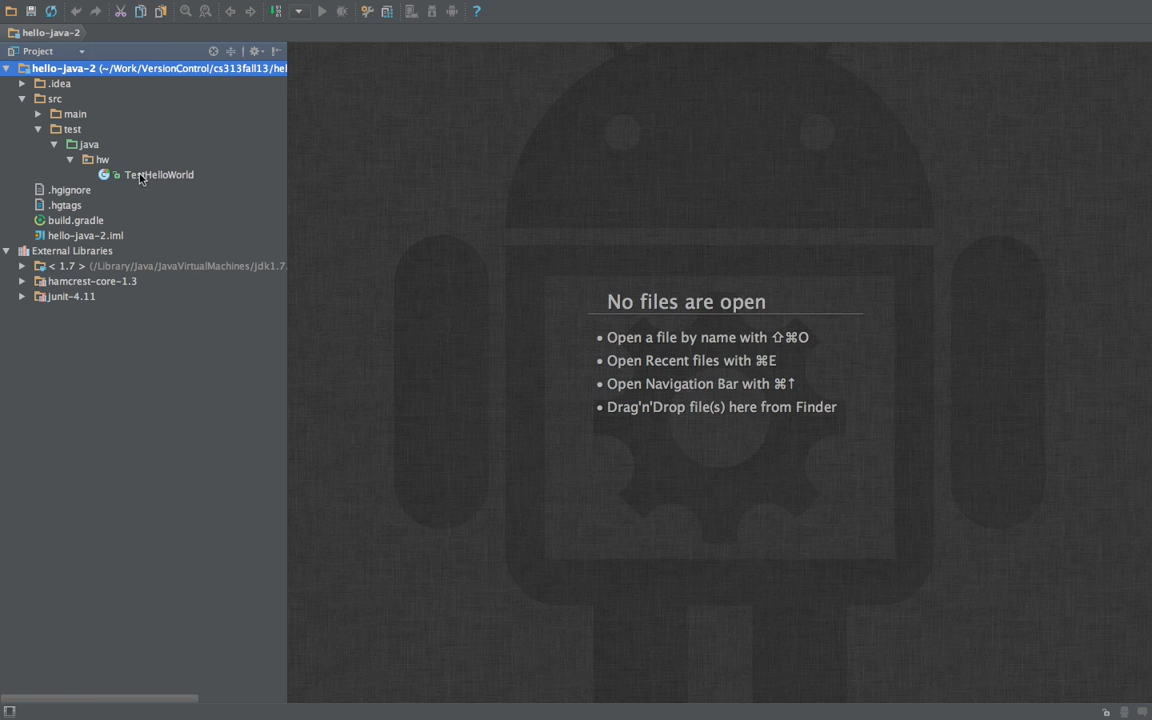 hello-java-2
Project
hello-java-2 (~/Work/VersionControl/cs313fall13/hel
.idea
src
main
test
java
hw
TestHelloWorld
.hgignore
.hgtags
build.gradle
hello-java-2.iml
External Libraries
< 1.7 > (/Library/Java/JavaVirtualMachines/jdk1.7.
hamcrest-core-1.3
junit-4.11
No files are open
• Open a file by name with ⇧⌘O
• Open Recent files with ⌘E
• Open Navigation Bar with ⌘↑
• Drag'n'Drop file(s) here from Finder